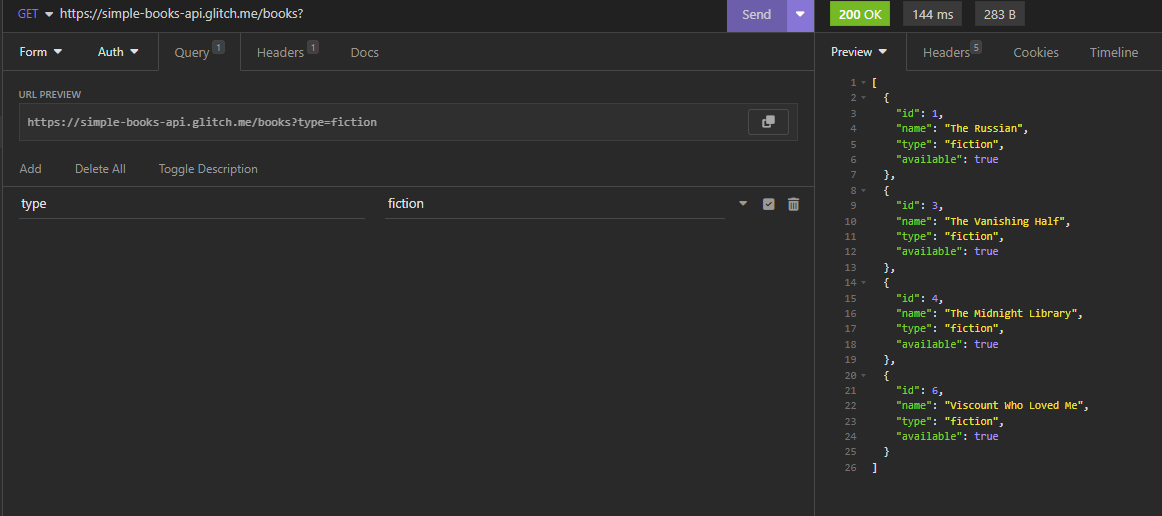 GET https://simple-books-api.glitch.me/books? Send 200 OK 144 ms 283 B
Form Auth Query 1 Headers 1 Docs Preview Headers 5 Cookies Timeline
URL PREVIEW
https://simple-books-api.glitch.me/books?type=fiction
Add Delete All Toggle Description
type fiction
1 [
2 {
3 "id": 1,
4 "name": "The Russian",
5 "type": "fiction",
6 "available": true
7 },
8 {
9 "id": 3,
10 "name": "The Vanishing Half",
11 "type": "fiction",
12 "available": true
13 },
14 {
15 "id": 4,
16 "name": "The Midnight Library",
17 "type": "fiction",
18 "available": true
19 },
20 {
21 "id": 6,
22 "name": "Viscount Who Loved Me",
23 "type": "fiction",
24 "available": true
25 }
26 ]